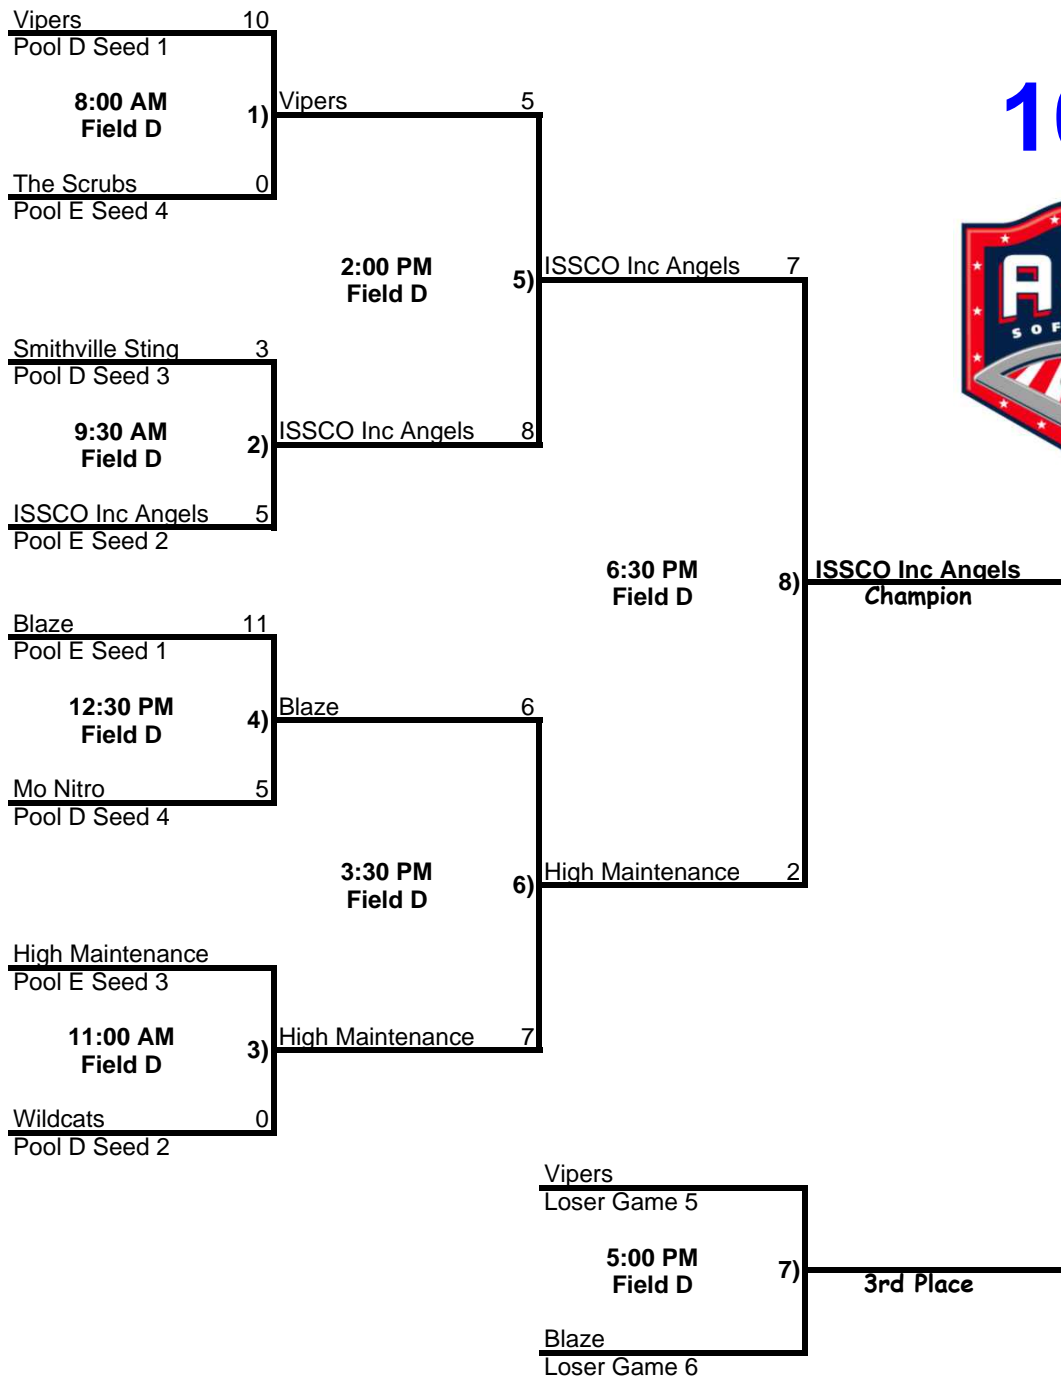 Vipers 10
Pool D Seed 1
8:00 AM
Field D
1) Vipers 5
The Scrubs 0
Pool E Seed 4
2:00 PM
Field D
5) ISSCO Inc Angels 7
Smithville Sting 3
Pool D Seed 3
9:30 AM
Field D
2) ISSCO Inc Angels 8
ISSCO Inc Angels 5
Pool E Seed 2
6:30 PM
Field D
8) ISSCO Inc Angels
Champion
Blaze 11
Pool E Seed 1
12:30 PM
Field D
4) Blaze 6
Mo Nitro 5
Pool D Seed 4
3:30 PM
Field D
6) High Maintenance 2
High Maintenance
Pool E Seed 3
11:00 AM
Field D
3) High Maintenance 7
Wildcats 0
Pool D Seed 2
Vipers
Loser Game 5
5:00 PM
Field D
7)
3rd Place
Blaze
Loser Game 6